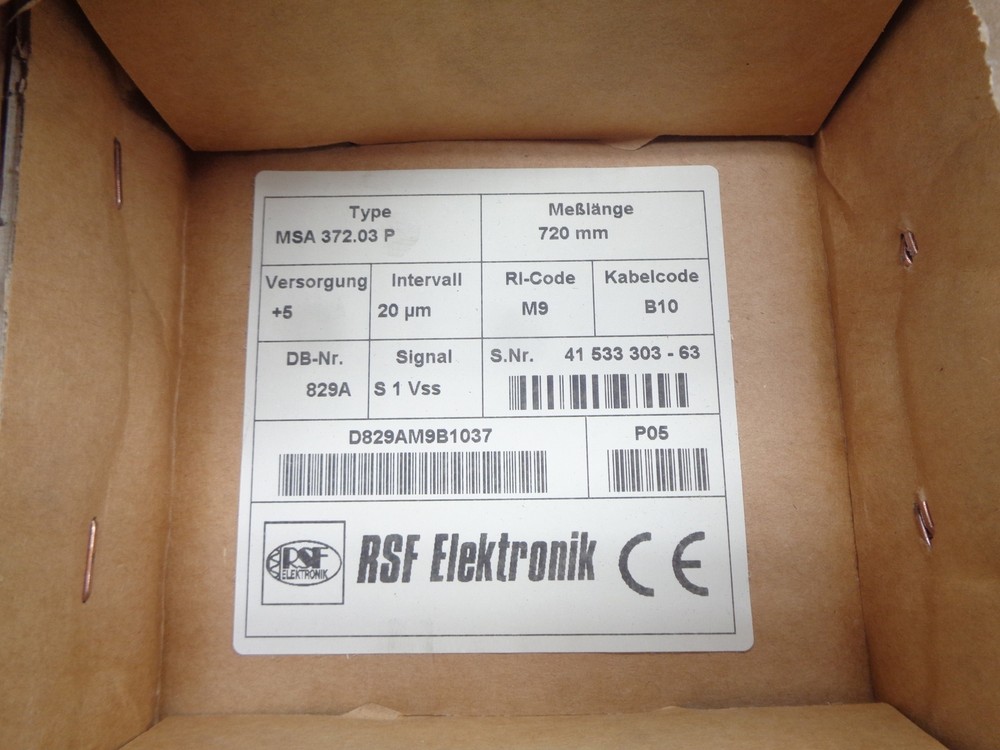 Type
MSA 372.03 P
Meßlänge
720 mm
Versorgung
+5
Intervall
20 µm
RI-Code
M9
Kabelcode
B10
DB-Nr.
829A
Signal
S 1 Vss
S.Nr. 41 533 303 - 63
D829AM9B1037
P05
RSF
ELEKTRONIK
RSF Elektronik CE